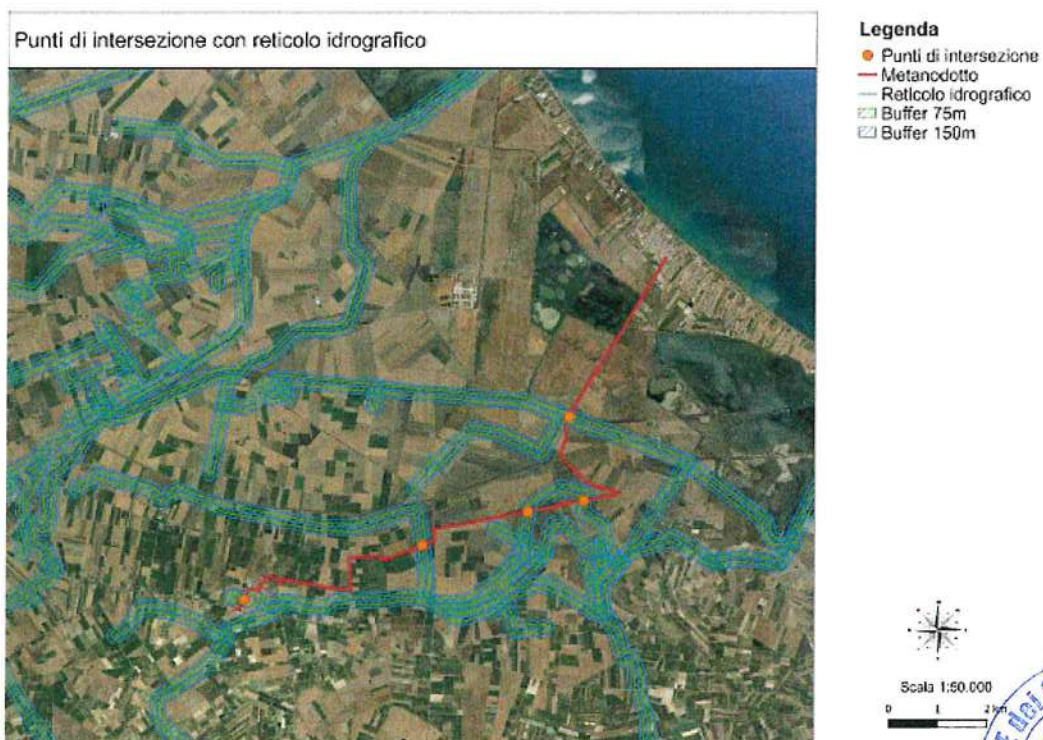 Punti di intersezione con reticolo idrografico
Legenda
Punti di intersezione
Metanodotto
Reticolo idrografico
Buffer 75m
Buffer 150m
Scala 1:50.000
0 1 2 km
dei